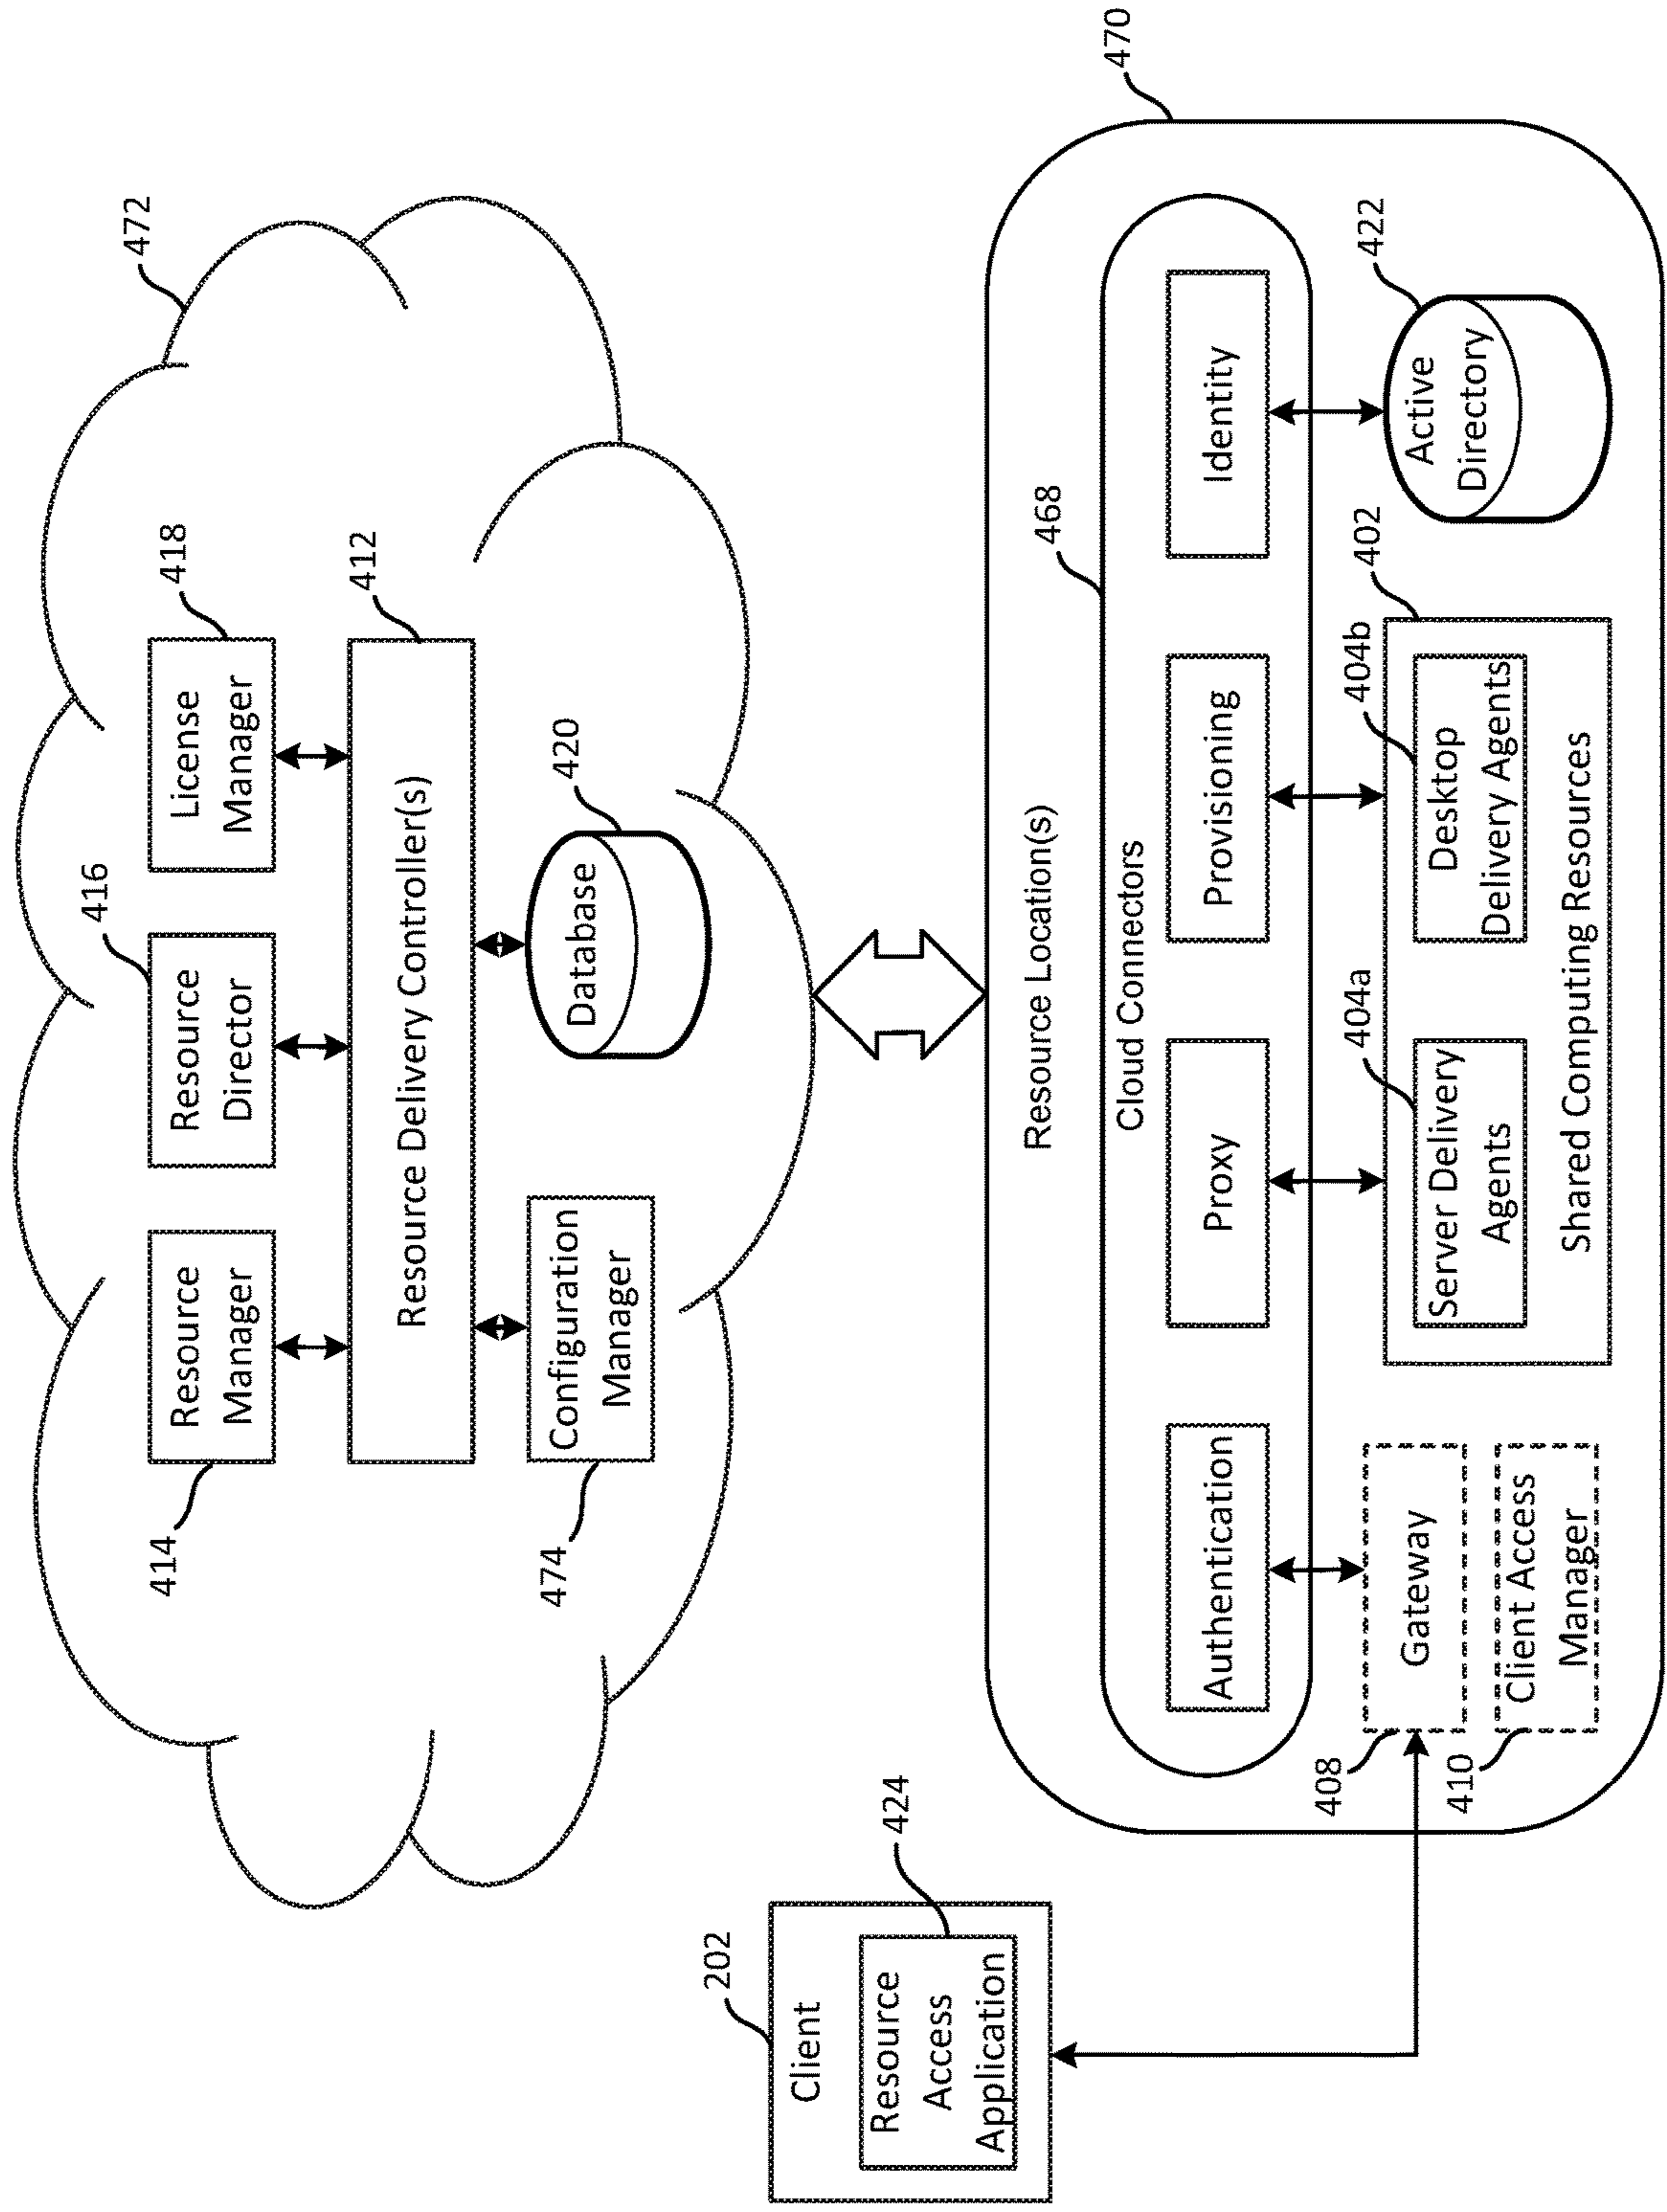 472
414
Resource
Manager
416
Resource
Director
418
License
Manager
412
Resource Delivery Controller(s)
474
Configuration
Manager
420
Database
202
Client
424
Resource
Access
Application
470
Resource Location(s)
468
Cloud Connectors
Authentication
Proxy
Provisioning
Identity
408
Gateway
410
Client Access
Manager
402
404a
Server Delivery
Agents
404b
Desktop
Delivery Agents
Shared Computing Resources
422
Active
Directory